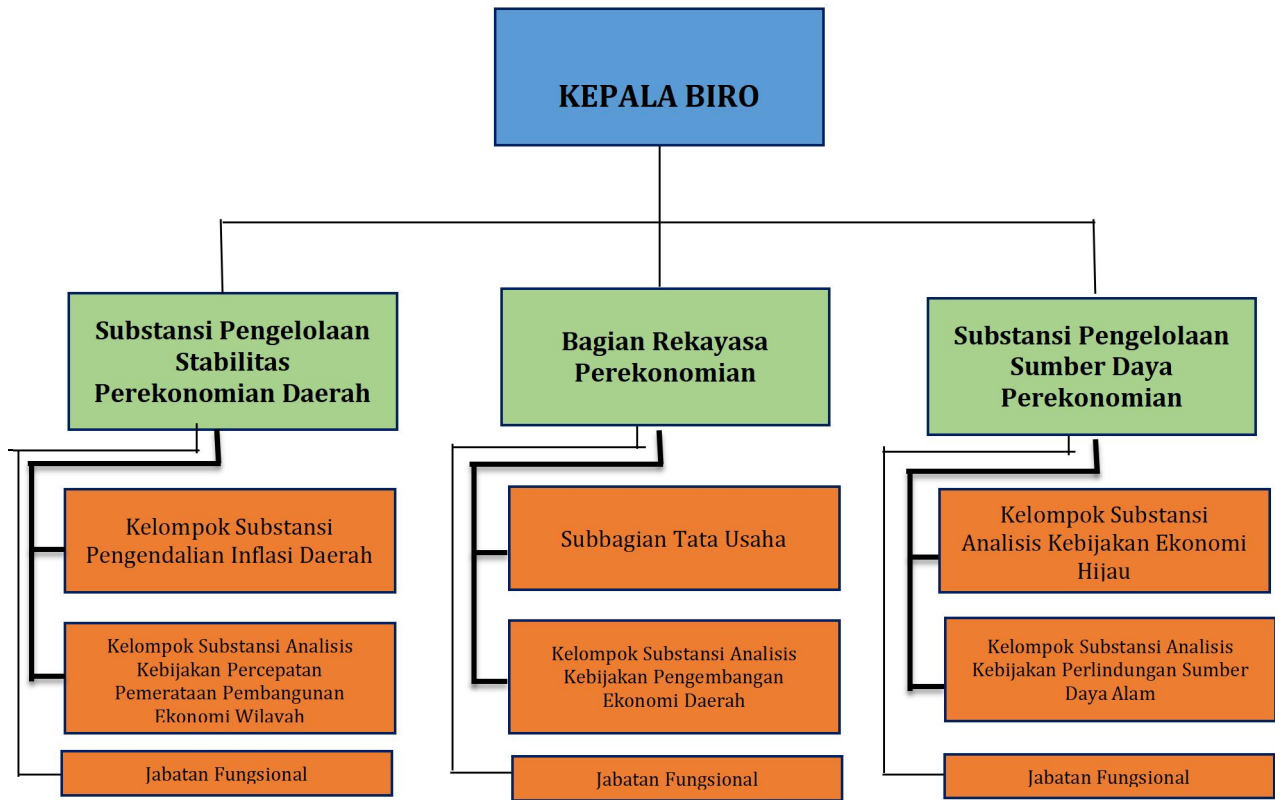 KEPALA BIRO
Substansi Pengelolaan
Stabilitas
Perekonomian Daerah
Bagian Rekayasa
Perekonomian
Substansi Pengelolaan
Sumber Daya
Perekonomian
Kelompok Substansi
Pengendalian Inflasi Daerah
Subbagian Tata Usaha
Kelompok Substansi
Analisis Kebijakan Ekonomi
Hijau
Kelompok Substansi Analisis
Kebijakan Percepatan
Pemerataan Pembangunan
Ekonomi Wilayah
Kelompok Substansi Analisis
Kebijakan Pengembangan
Ekonomi Daerah
Kelompok Substansi Analisis
Kebijakan Perlindungan Sumber
Daya Alam
Jabatan Fungsional
Jabatan Fungsional
Jabatan Fungsional